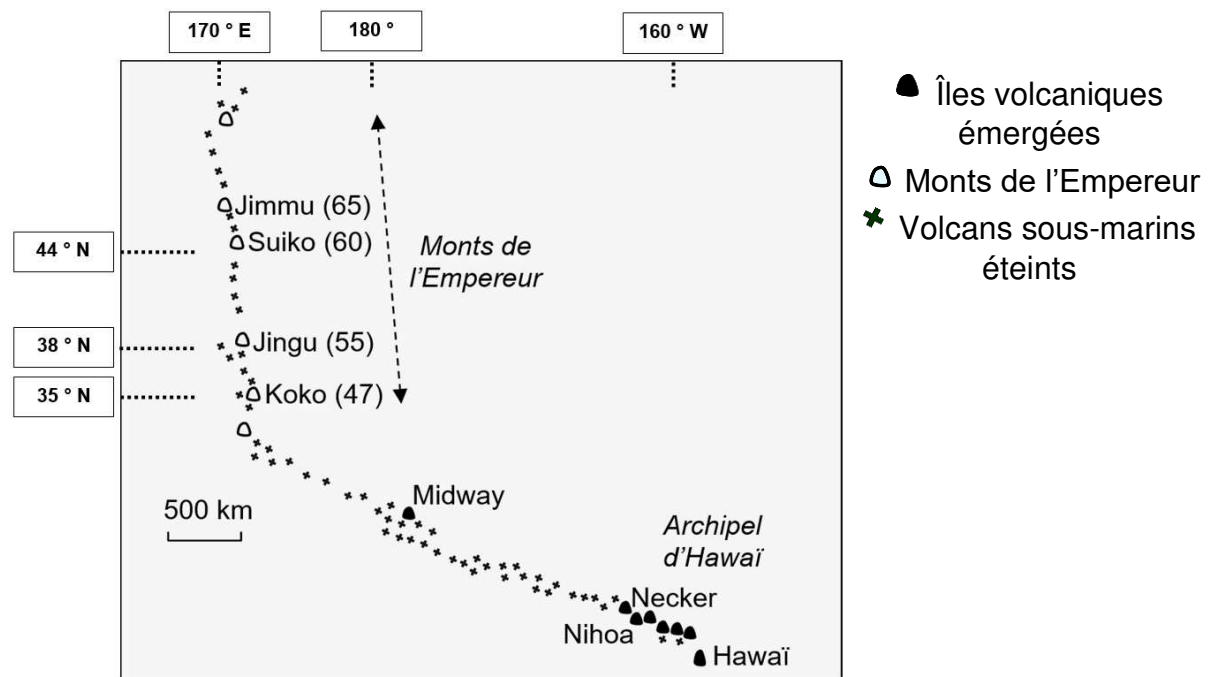 170 ° E
180 °
160 ° W
Îles volcaniques
émergées
Monts de l'Empereur
Volcans sous-marins
éteints
Jimmu (65)
44 ° N
Suiko (60)
Monts de
l'Empereur
38 ° N
Jingu (55)
35 ° N
Koko (47)
500 km
Midway
Archipel
d'Hawaï
Necker
Nihoa
Hawaï